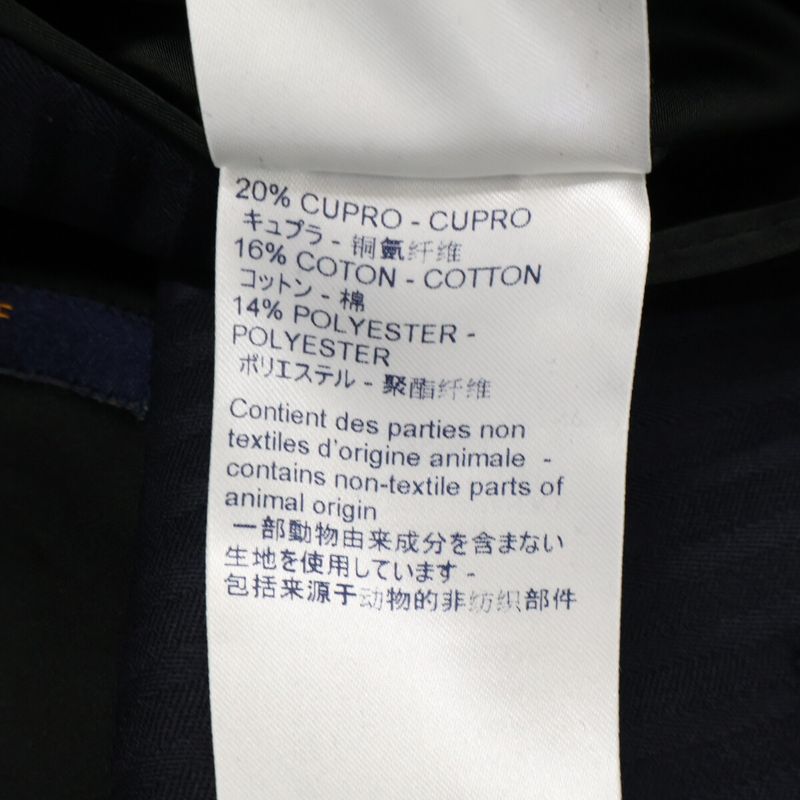 20% CUPRO - CUPRO
キュプラ - 铜氨纤维
16% COTON - COTTON
コットン - 棉
14% POLYESTER -
POLYESTER
ポリエステル - 聚酯纤维
Contient des parties non
textiles d'origine animale -
contains non-textile parts of
animal origin
一部動物由来成分を含まない
生地を使用しています -
包括来源于动物的非纺织部件